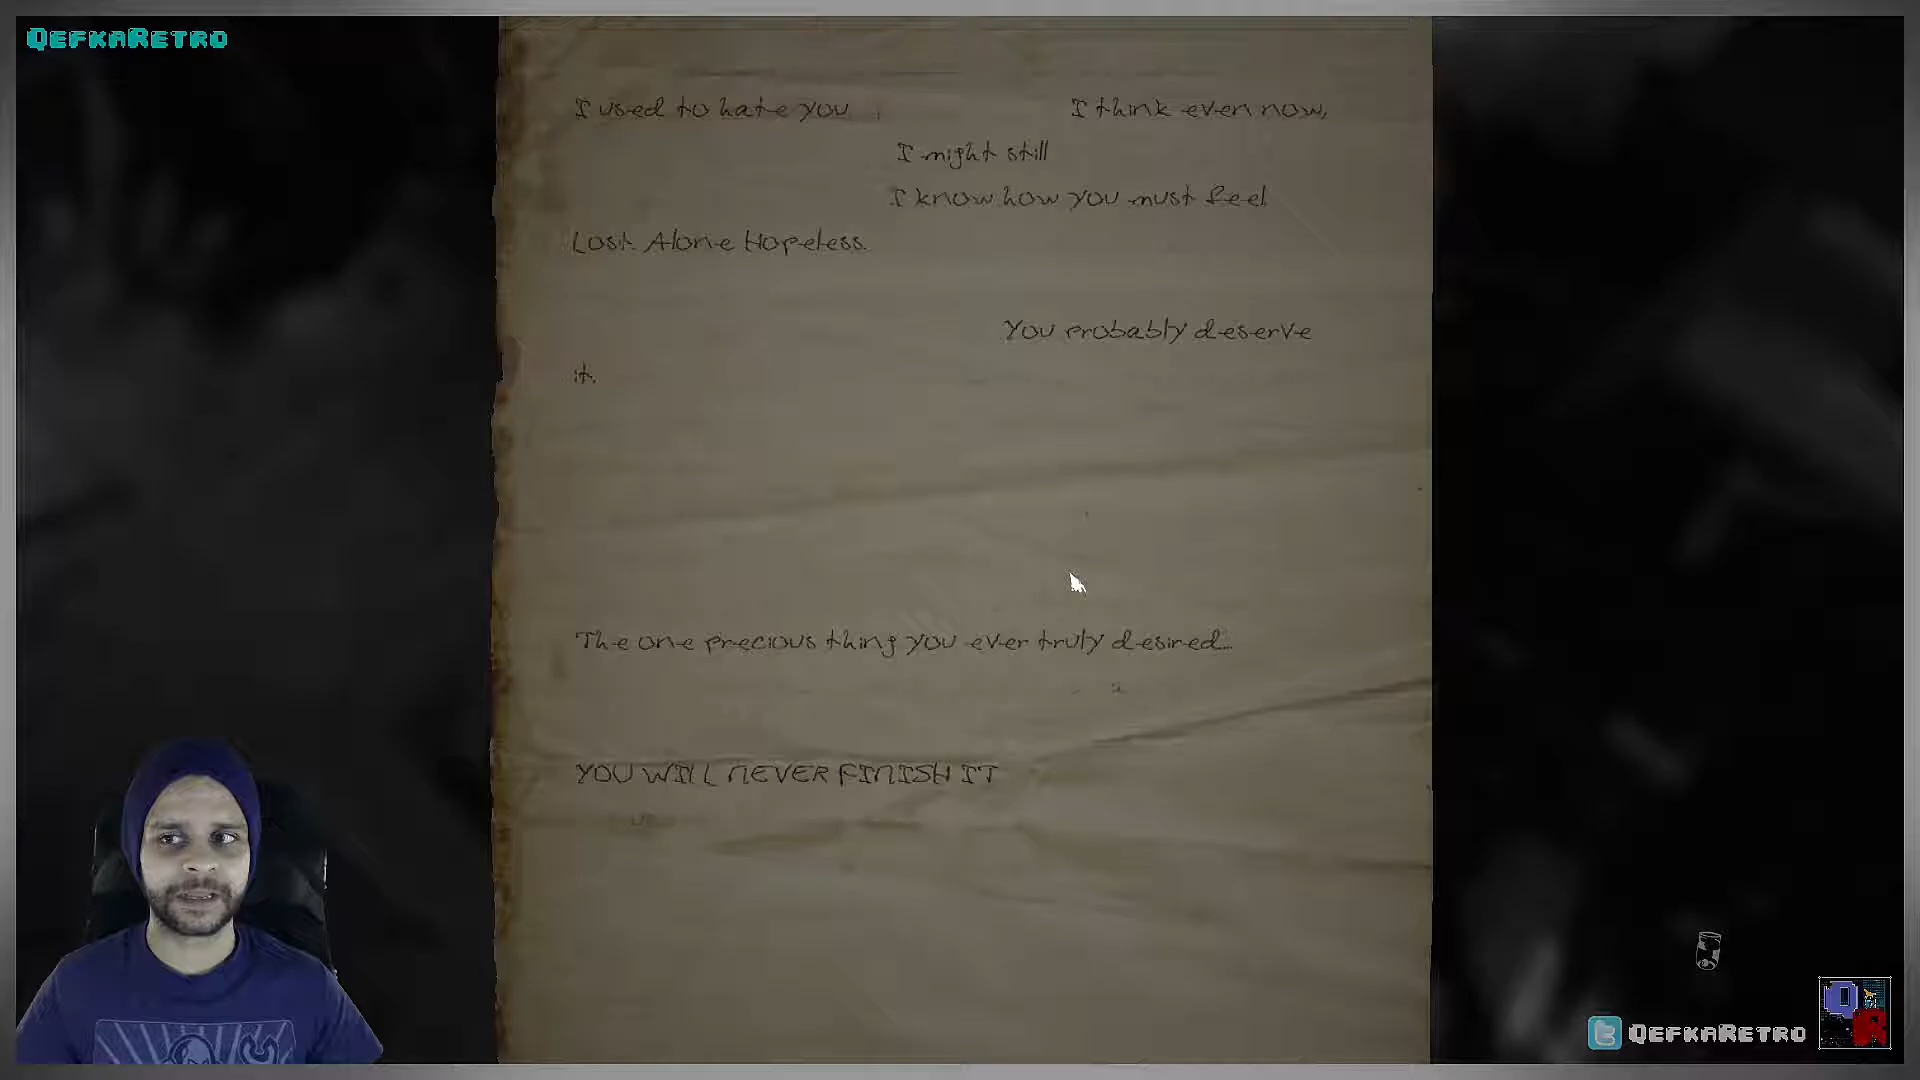 QEFKARETRO
I used to hate you I think even now,
I might still
I know how you must feel
Lost. Alone Hopeless.
You probably deserve
it.
The one precious thing you ever truly desired...
YOU WILL NEVER FINISH IT
QEFKARETRO